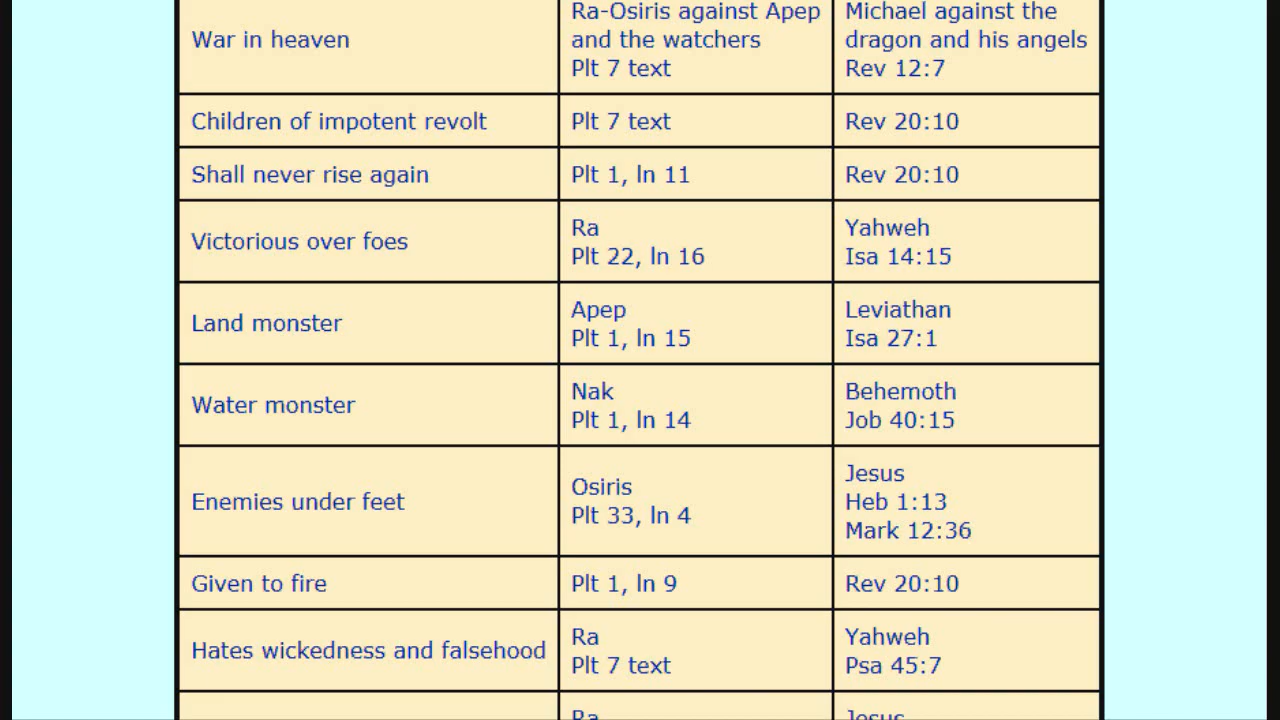 Ra-Osiris against Apep
Michael against the
War in heaven
and the watchers
dragon and his angels
Plt 7 text
Rev 12:7
Children of impotent revolt
Plt 7 text
Rev 20:10
Shall never rise again
Plt 1, ln 11
Rev 20:10
Victorious over foes
Ra
Plt 22, ln 16
Yahweh
Isa 14:15
Land monster
Apep
Plt 1, ln 15
Leviathan
Isa 27:1
Water monster
Nak
Plt 1, ln 14
Behemoth
Job 40:15
Enemies under feet
Osiris
Plt 33, ln 4
Jesus
Heb 1:13
Mark 12:36
Given to fire
Plt 1, ln 9
Rev 20:10
Hates wickedness and falsehood
Ra
Plt 7 text
Yahweh
Psa 45:7
Ra
Jesus